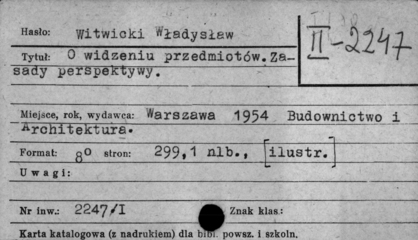 Hasło: Witwicki Władysław
II-2247
Tytuł: O widzeniu przedmiotów. Za-
sady perspektywy.
Miejsce, rok, wydawca: Warszawa 1954 Budownictwo i
Architektura.
Format: 8° stron: 299,1 nlb., [ilustr.]
Uwagi:
Nr inw.: 2247/I Znak klas.:
Karta katalogowa (z nadrukiem) dla bibl. powsz. i szkoln.